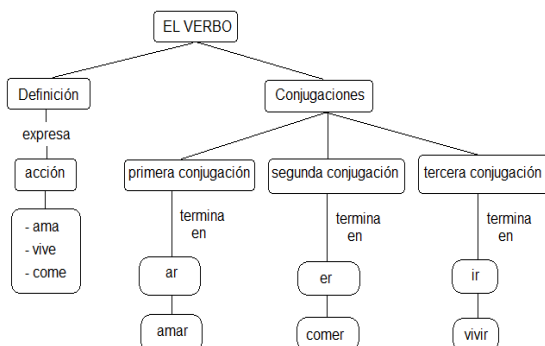 EL VERBO
Definición
Conjugaciones
expresa
acción
primera conjugación
segunda conjugación
tercera conjugación
- ama
- vive
- come
termina
en
termina
en
termina
en
ar
er
ir
amar
comer
vivir